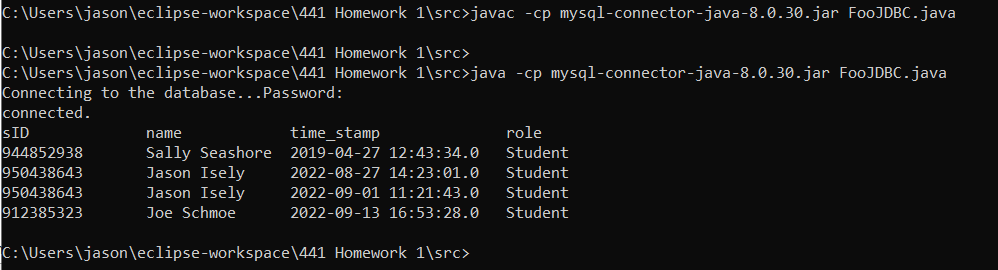 C:\Users\jason\eclipse-workspace\441 Homework 1\src>javac -cp mysql-connector-java-8.0.30.jar FooJDBC.java
C:\Users\jason\eclipse-workspace\441 Homework 1\src>
C:\Users\jason\eclipse-workspace\441 Homework 1\src>java -cp mysql-connector-java-8.0.30.jar FooJDBC.java
Connecting to the database...Password:
connected.
sID name time_stamp role
944852938 Sally Seashore 2019-04-27 12:43:34.0 Student
950438643 Jason Isely 2022-08-27 14:23:01.0 Student
950438643 Jason Isely 2022-09-01 11:21:43.0 Student
912385323 Joe Schmoe 2022-09-13 16:53:28.0 Student
C:\Users\jason\eclipse-workspace\441 Homework 1\src>